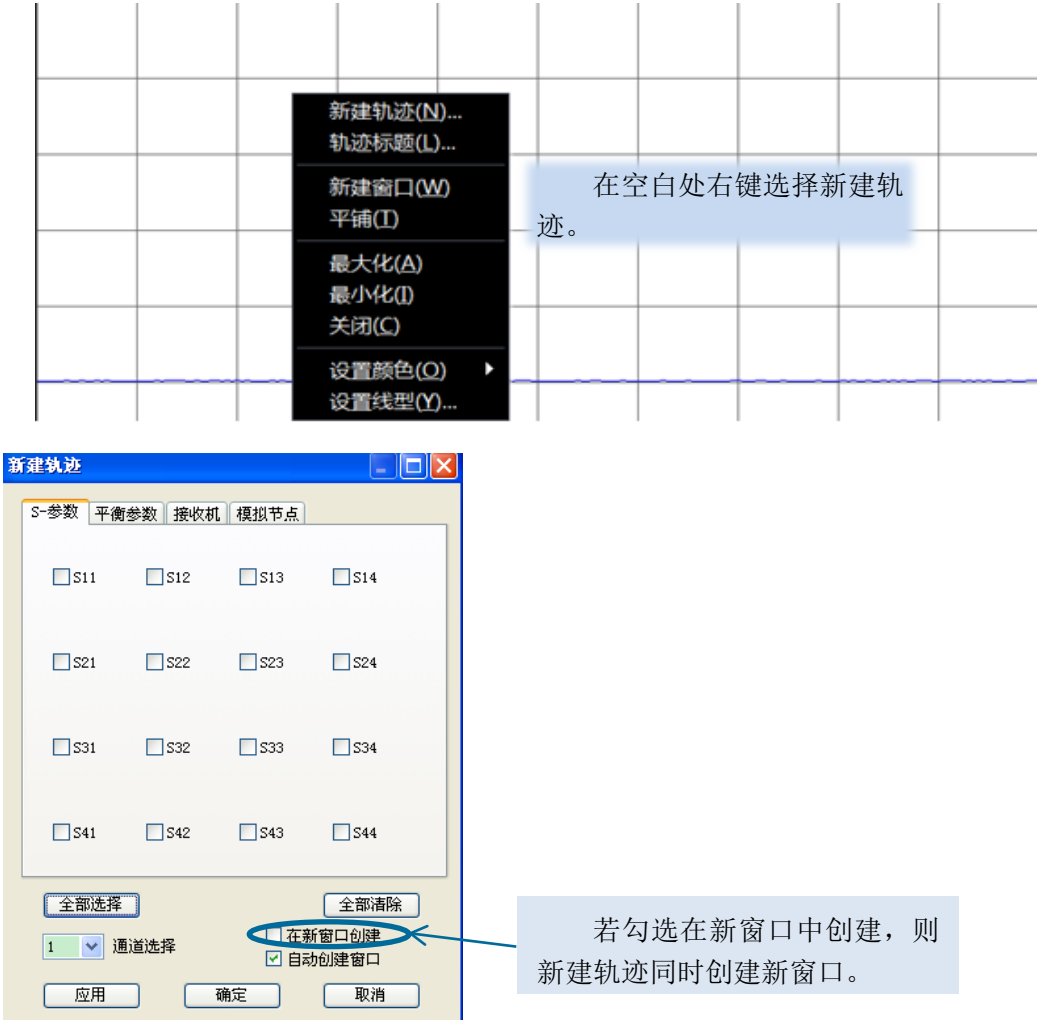 新建轨迹(N)...
轨迹标题(L)...
新建窗口(W)
平铺(T)
最大化(A)
最小化(I)
关闭(C)
设置颜色(O)
设置线型(Y)...
在空白处右键选择新建轨
迹。
新建轨迹
S-参数 平衡参数 接收机 模拟节点
S11 S12 S13 S14
S21 S22 S23 S24
S31 S32 S33 S34
S41 S42 S43 S44
全部选择 全部清除
1 通道选择
在新窗口创建
自动创建窗口
应用 确定 取消
若勾选在新窗口中创建，则
新建轨迹同时创建新窗口。